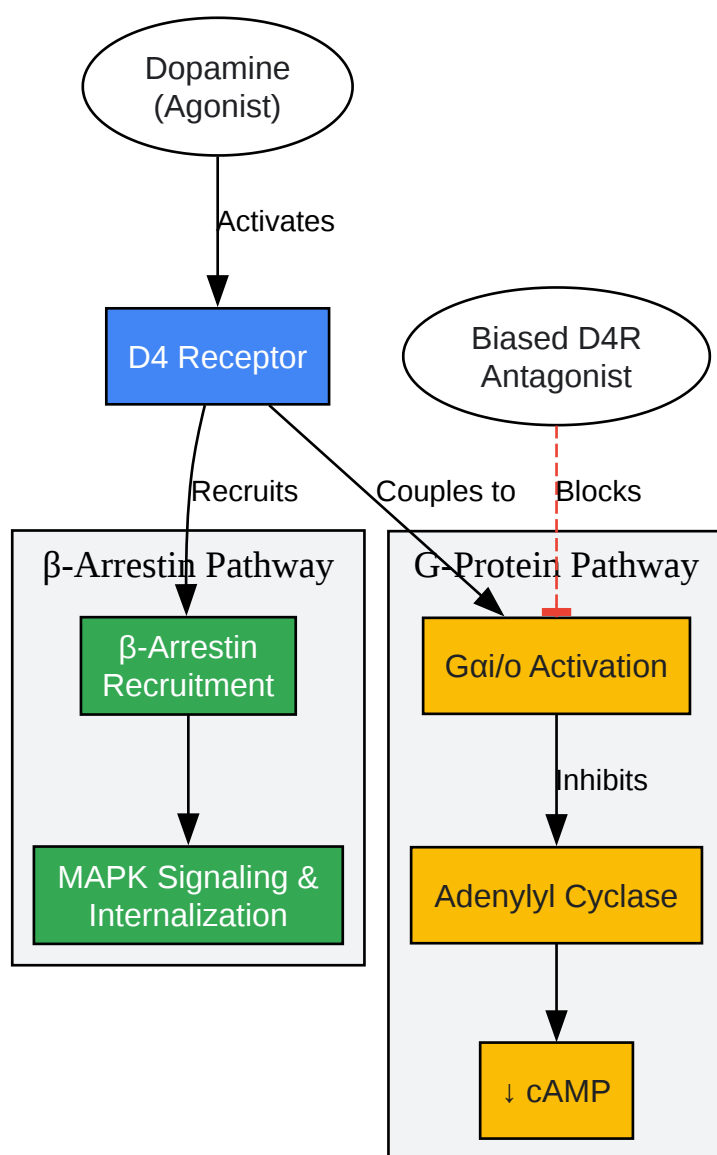 Dopamine
(Agonist)
Activates
D4 Receptor
Biased D4R
Antagonist
Recruits
Couples to
Blocks
β-Arrestin Pathway
G-Protein Pathway
β-Arrestin
Recruitment
Gαi/o Activation
Inhibits
MAPK Signaling &
Internalization
Adenylyl Cyclase
↓ cAMP